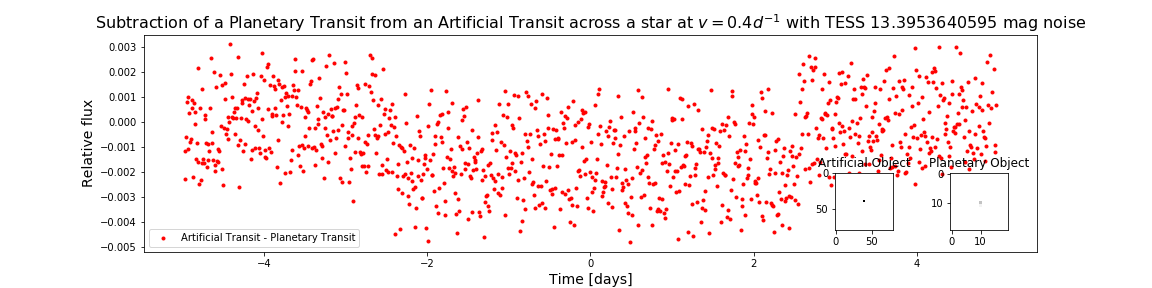 Subtraction of a Planetary Transit from an Artificial Transit across a star at v = 0.4d⁻¹ with TESS 13.3953640595 mag noise
Relative flux
0.003
0.002
0.001
0.000
−0.001
−0.002
−0.003
−0.004
−0.005
Artificial Transit - Planetary Transit
Artificial Object
0
50
0 50
Planetary Object
0
10
0 10
−4 −2 0 2 4
Time [days]